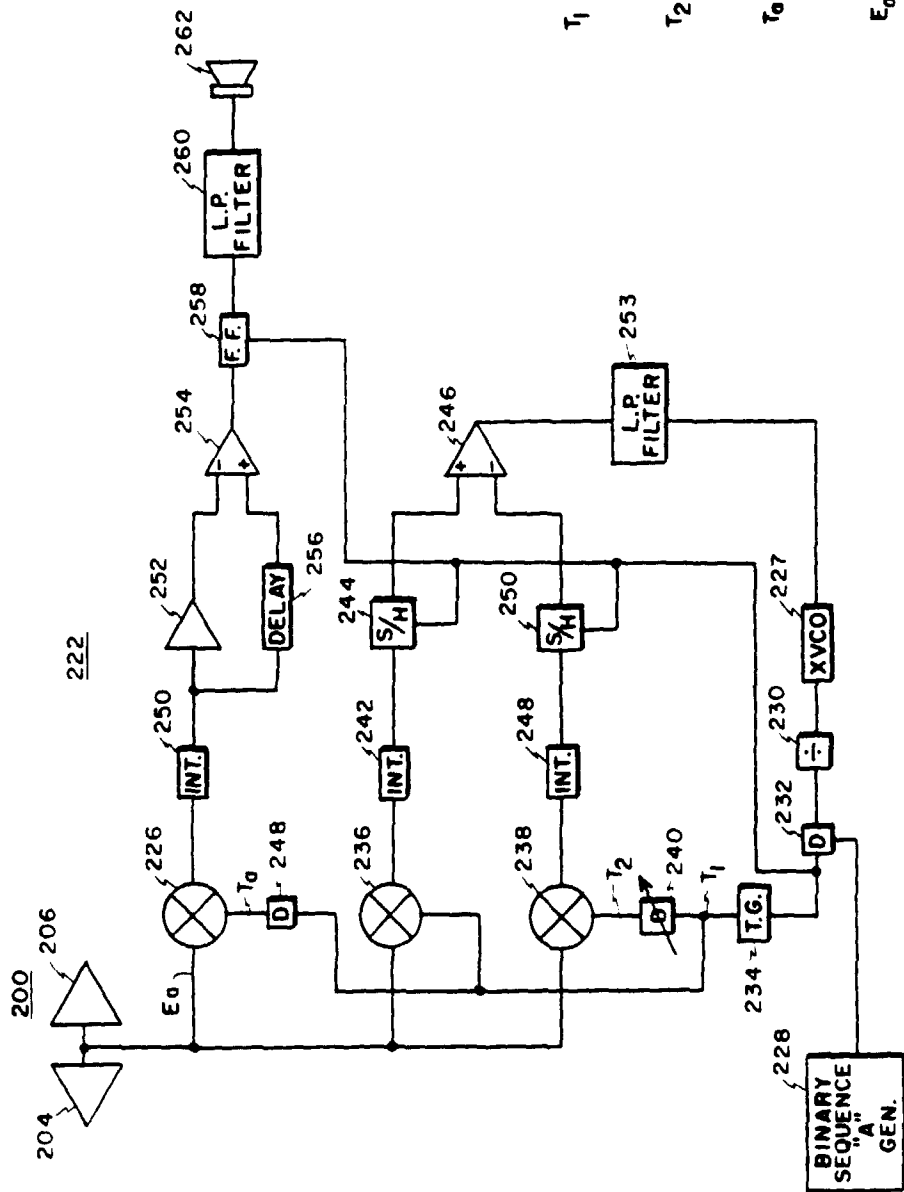 222
200
204
206
Ea
226
INT.
250
252
DELAY
256
-
+
254
F.F.
258
L.P.
FILTER
260
262
Ta
D
248
236
INT.
242
S/H
244
+
-
246
238
INT.
248
S/H
250
T2
θ
240
T1
T.G.
234
L.P.
FILTER
253
D
232
÷
230
XVCO
227
BINARY
SEQUENCE
"A"
GEN.
228
T1
T2
Ta